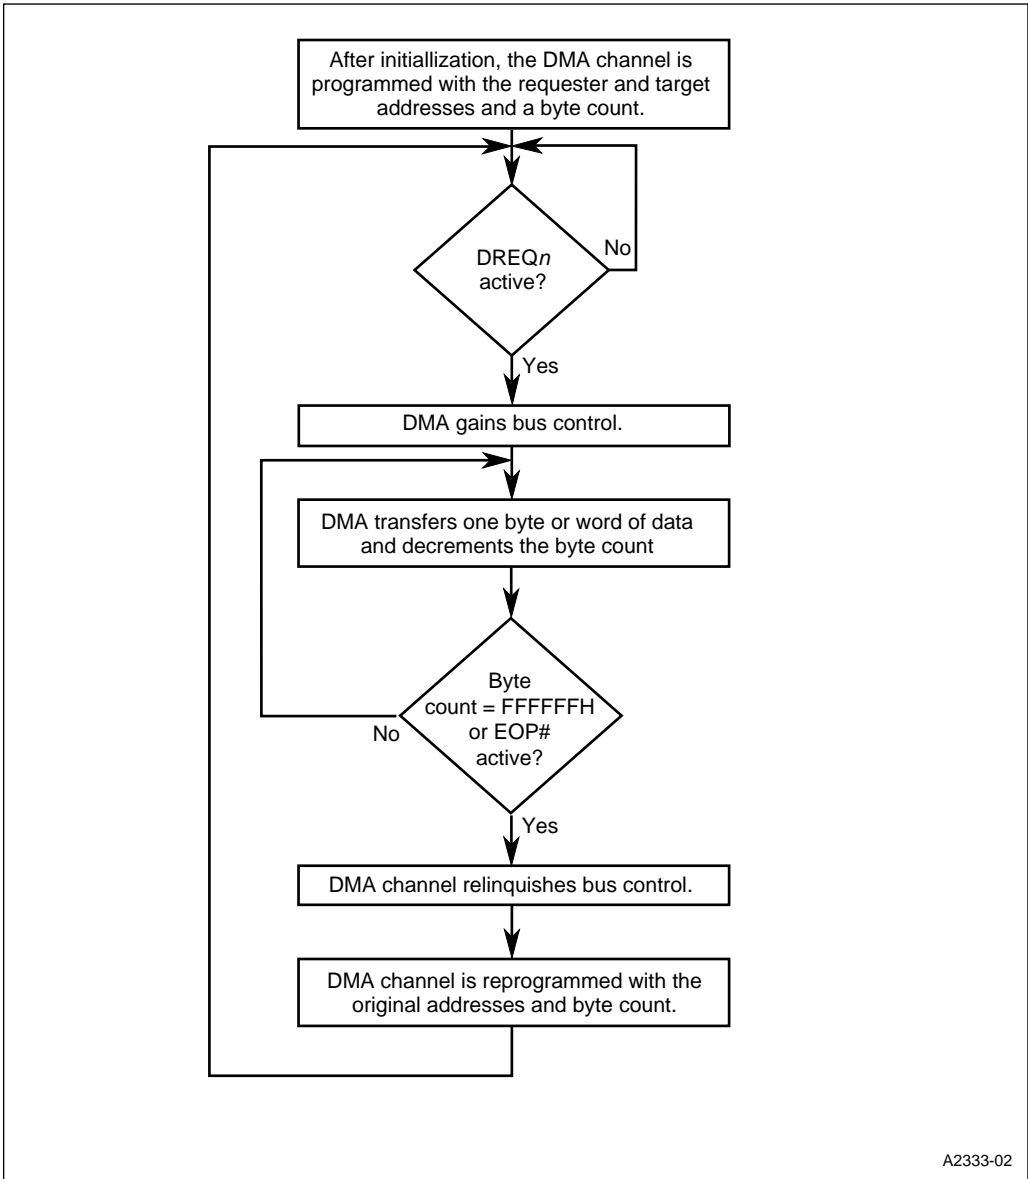 After initiallization, the DMA channel is
programmed with the requester and target
addresses and a byte count.
DREQn
active?
No
Yes
DMA gains bus control.
DMA transfers one byte or word of data
and decrements the byte count
Byte
count = FFFFFFH
or EOP#
active?
No
Yes
DMA channel relinquishes bus control.
DMA channel is reprogrammed with the
original addresses and byte count.
A2333-02